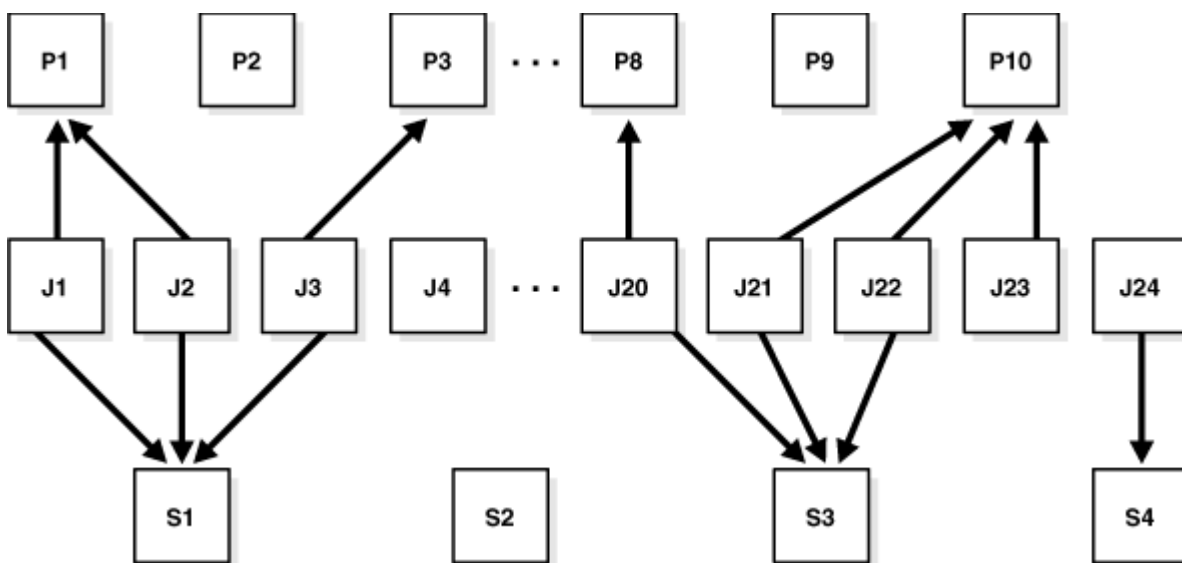 P1 P2 P3 . . . P8 P9 P10
J1 J2 J3 J4 . . . J20 J21 J22 J23 J24
S1 S2 S3 S4